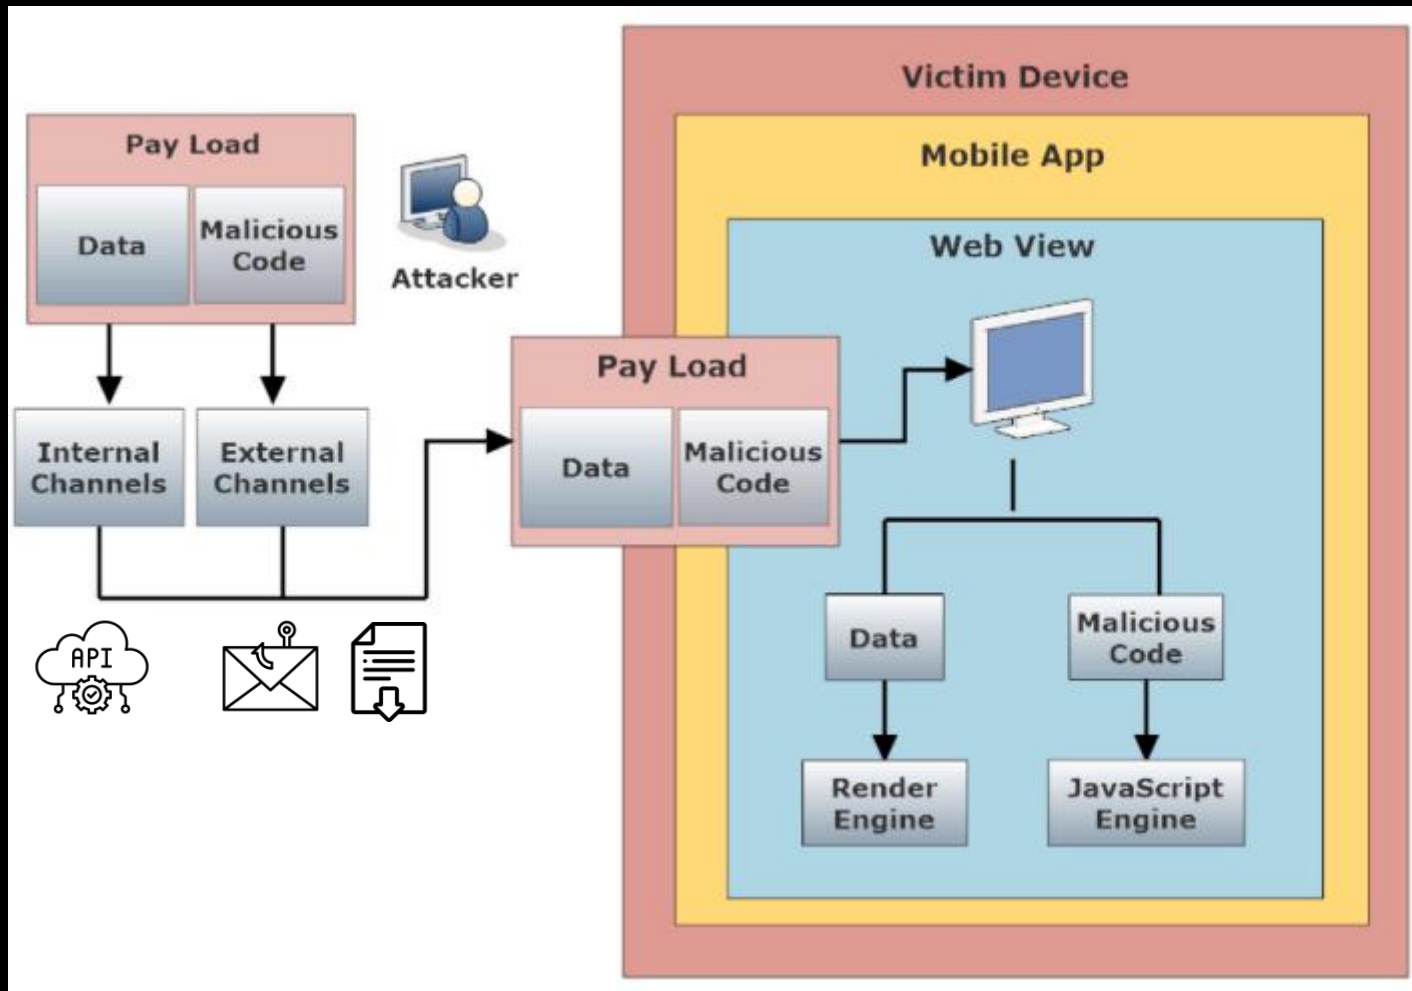 Victim Device
Mobile App
Web View
Pay Load
Data
Malicious
Code
Attacker
Internal
Channels
External
Channels
API
Pay Load
Data
Malicious
Code
Data
Malicious
Code
Render
Engine
JavaScript
Engine